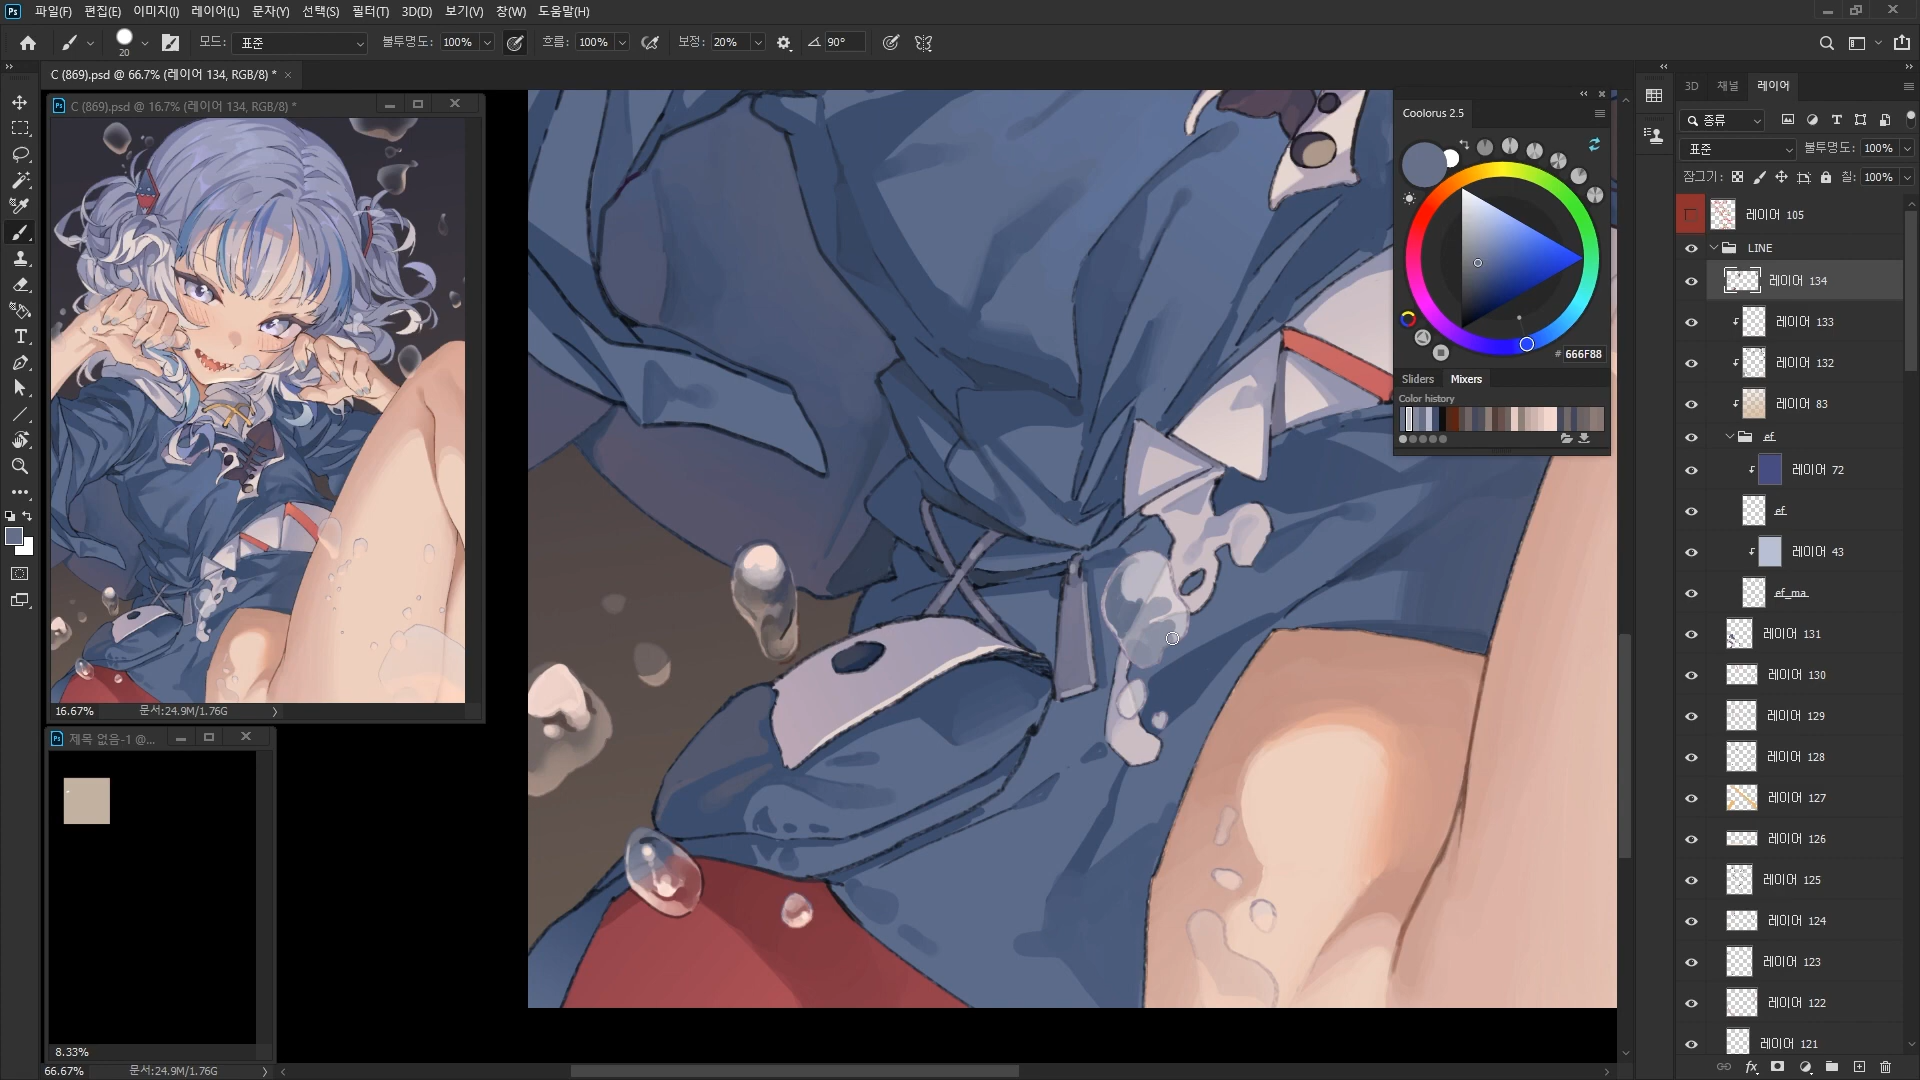 Ps 파일(F) 편집(E) 이미지(I) 레이어(L) 문자(Y) 선택(S) 필터(T) 3D(D) 보기(V) 창(W) 도움말(H)
20 모드: 표준 불투명도: 100% 흐름: 100% 보정: 20% 90°
C (869).psd @ 66.7% (레이어 134, RGB/8) * ×
Ps C (869).psd @ 16.7% (레이어 134, RGB/8) *
16.67% 문서:24.9M/1.76G
Ps 제목 없음-1 @...
8.33%
66.67% 문서:24.9M/1.76G
Coolorus 2.5
# 666F88
Sliders Mixers
Color history
3D 채널 레이어
종류
표준 불투명도: 100%
잠그기: 칠: 100%
레이어 105
LINE
레이어 134
레이어 133
레이어 132
레이어 83
ef
레이어 72
ef
레이어 43
ef_ma
레이어 131
레이어 130
레이어 129
레이어 128
레이어 127
레이어 126
레이어 125
레이어 124
레이어 123
레이어 122
레이어 121
fx